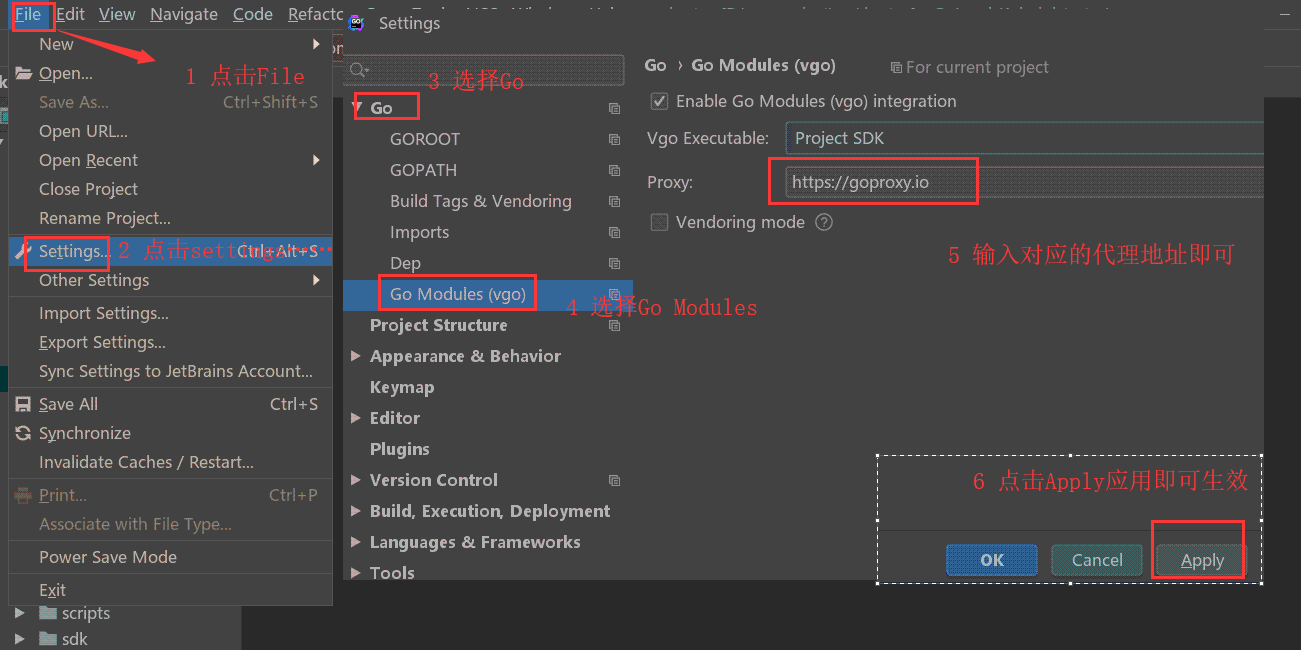 File Edit View Navigate Code Refacto
New
1 点击File
Open...
Save As... Ctrl+Shift+S
Open URL...
Open Recent
Close Project
Rename Project...
Settings... Ctrl+Alt+S
2 点击settings
Other Settings
Import Settings...
Export Settings...
Sync Settings to JetBrains Account...
Save All Ctrl+S
Synchronize
Invalidate Caches / Restart...
Print... Ctrl+P
Associate with File Type...
Power Save Mode
Exit
scripts
sdk
Settings
3 选择Go
Go
GOROOT
GOPATH
Build Tags & Vendoring
Imports
Dep
Go Modules (vgo)
4 选择Go Modules
Project Structure
Appearance & Behavior
Keymap
Editor
Plugins
Version Control
Build, Execution, Deployment
Languages & Frameworks
Tools
Go › Go Modules (vgo) For current project
Enable Go Modules (vgo) integration
Vgo Executable: Project SDK
Proxy: https://goproxy.io
Vendoring mode ?
5 输入对应的代理地址即可
6 点击Apply应用即可生效
OK Cancel Apply